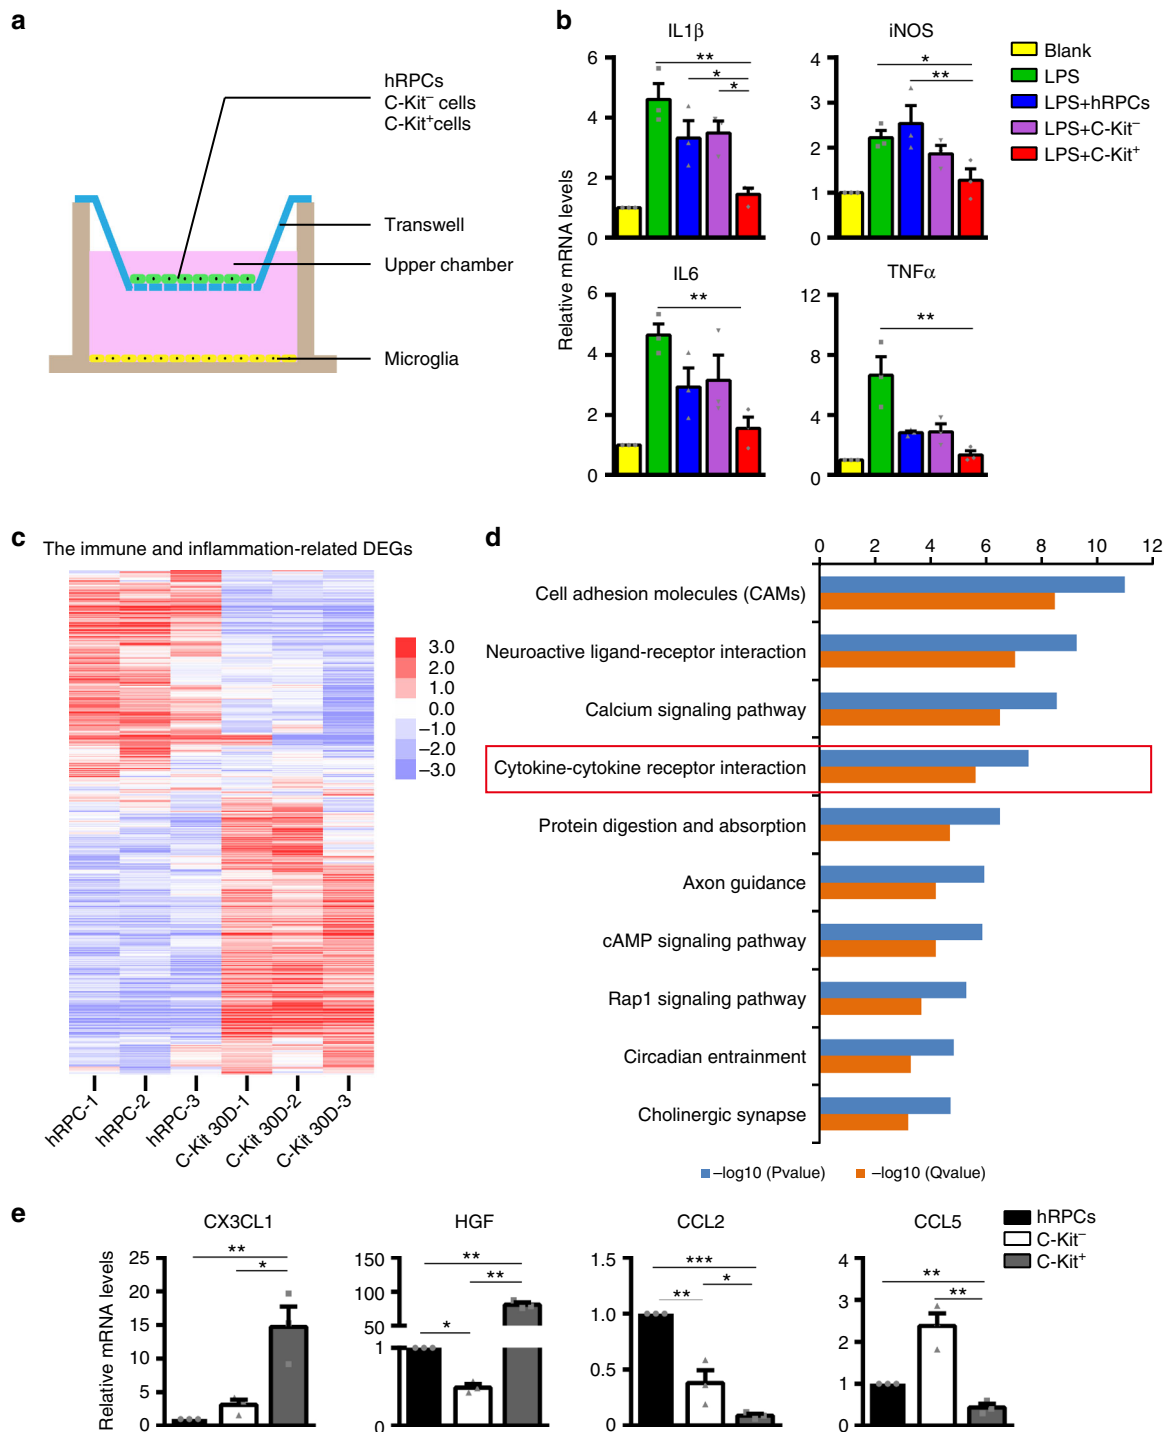 a
hRPCs
C-Kit⁻ cells
C-Kit⁺cells
Transwell
Upper chamber
Microglia
b
Relative mRNA levels
IL1β
6
4
2
0
**
*
*
iNOS
4
3
2
1
0
*
**
Blank
LPS
LPS+hRPCs
LPS+C-Kit⁻
LPS+C-Kit⁺
IL6
6
4
2
0
**
TNFα
12
8
4
0
**
c
The immune and inflammation-related DEGs
3.0
2.0
1.0
0.0
–1.0
–2.0
–3.0
hRPC-1
hRPC-2
hRPC-3
C-Kit 30D-1
C-Kit 30D-2
C-Kit 30D-3
d
0 2 4 6 8 10 12
Cell adhesion molecules (CAMs)
Neuroactive ligand-receptor interaction
Calcium signaling pathway
Cytokine-cytokine receptor interaction
Protein digestion and absorption
Axon guidance
cAMP signaling pathway
Rap1 signaling pathway
Circadian entrainment
Cholinergic synapse
–log10 (Pvalue) –log10 (Qvalue)
e
Relative mRNA levels
CX3CL1
25
20
15
10
5
0
**
*
HGF
150
100
50
1
0
**
**
*
CCL2
1.5
1.0
0.5
0
***
*
**
CCL5
4
3
2
1
0
**
**
hRPCs
C-Kit⁻
C-Kit⁺